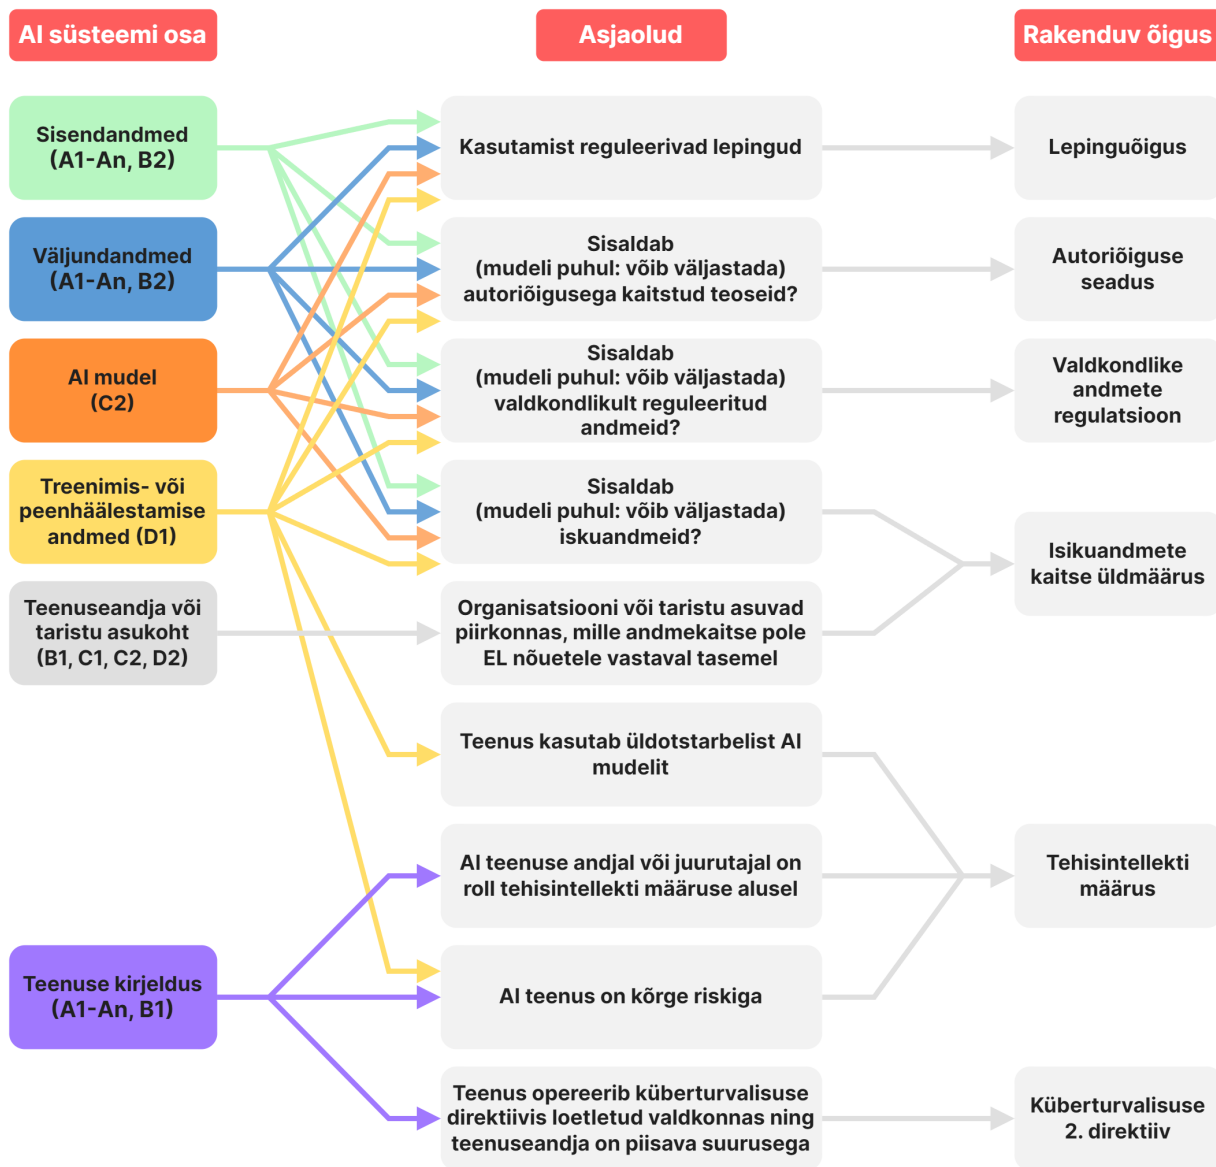 AI süsteemi osa
Asjaolud
Rakenduv õigus
Sisendandmed
(A1-An, B2)
Väljundandmed
(A1-An, B2)
AI mudel
(C2)
Treenimis- või
peenhäälestamise
andmed (D1)
Teenuseandja või
taristu asukoht
(B1, C1, C2, D2)
Teenuse kirjeldus
(A1-An, B1)
Kasutamist reguleerivad lepingud
Sisaldab
(mudeli puhul: võib väljastada)
autoriõigusega kaitstud teoseid?
Sisaldab
(mudeli puhul: võib väljastada)
valdkondlikult reguleeritud
andmeid?
Sisaldab
(mudeli puhul: võib väljastada)
iskuandmeid?
Organisatsiooni või taristu asuvad
piirkonnas, mille andmekaitse pole
EL nõuetele vastaval tasemel
Teenus kasutab üldotstarbelist AI
mudelit
AI teenuse andjal või juurutajal on
roll tehisintellekti määruse alusel
AI teenus on kõrge riskiga
Teenus opereerib küberturvalisuse
direktiivis loetletud valdkonnas ning
teenuseandja on piisava suurusega
Lepinguõigus
Autoriõiguse
seadus
Valdkondlike
andmete
regulatsioon
Isikuandmete
kaitse üldmäärus
Tehisintellekti
määrus
Küberturvalisuse
2. direktiiv